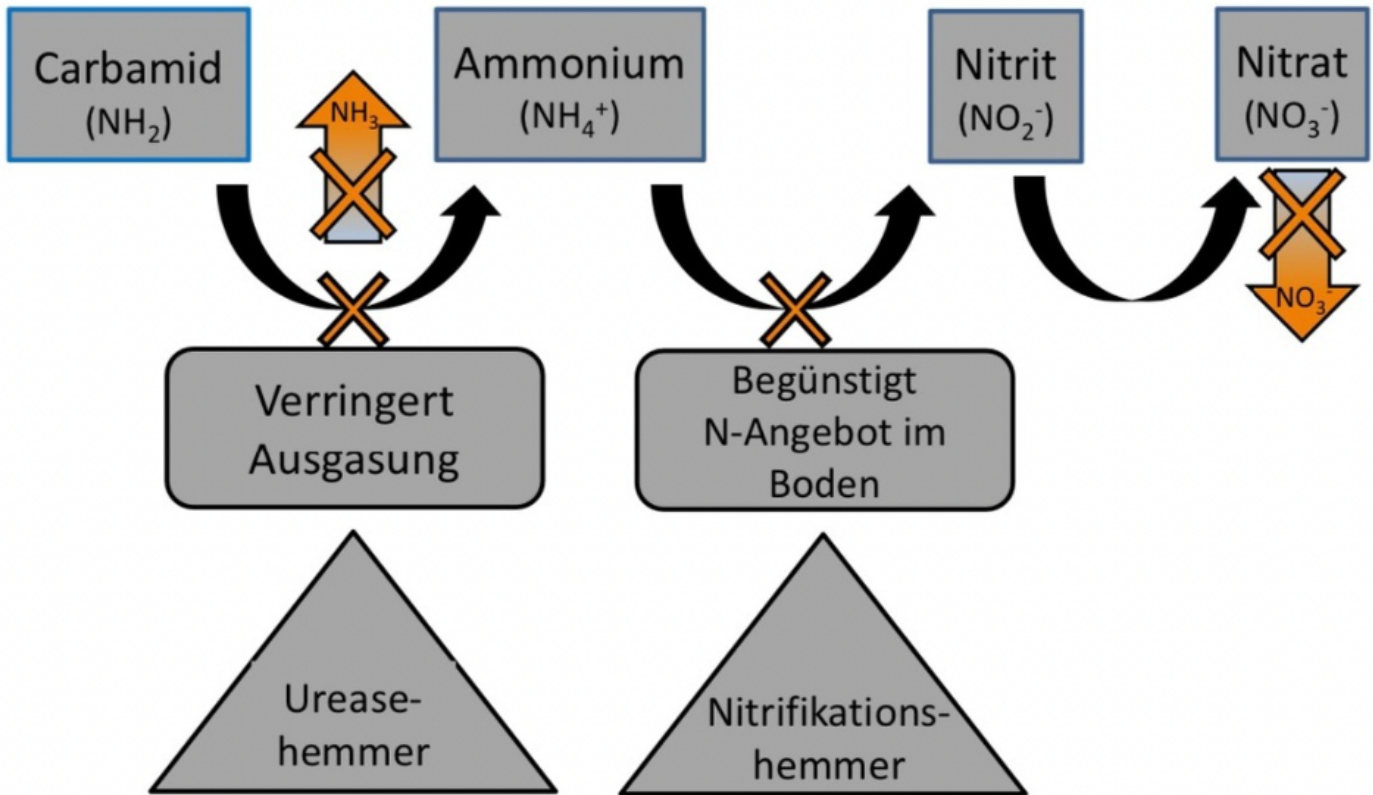 Carbamid
(NH₂)
NH₃
Ammonium
(NH₄⁺)
Nitrit
(NO₂⁻)
Nitrat
(NO₃⁻)
NO₃⁻
Verringert
Ausgasung
Begünstigt
N-Angebot im
Boden
Urease-
hemmer
Nitrifikations-
hemmer